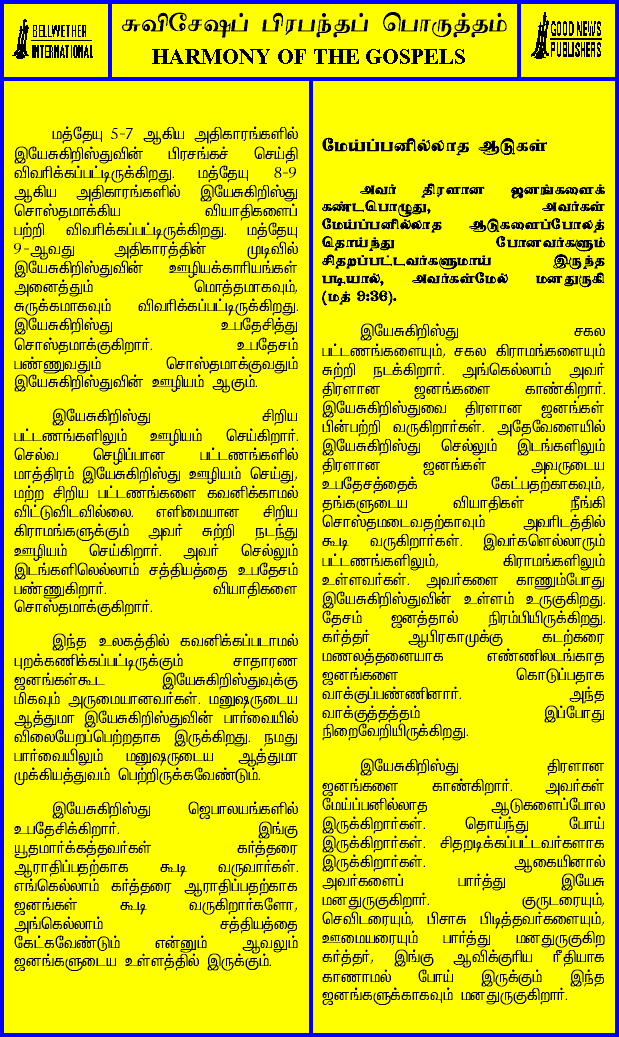 BELLWETHER
INTERNATIONAL
சுவிசேஷப் பிரபந்தப் பொருத்தம்
HARMONY OF THE GOSPELS
GOOD NEWS
PUBLISHERS
மத்தேயு 5-7 ஆகிய அதிகாரங்களில்
இயேசுகிறிஸ்துவின் பிரசங்கச் செய்தி
விவரிக்கப்பட்டிருக்கிறது. மத்தேயு 8-9
ஆகிய அதிகாரங்களில் இயேசுகிறிஸ்து
சொஸ்தமாக்கிய வியாதிகளைப்
பற்றி விவரிக்கப்பட்டிருக்கிறது. மத்தேயு
9-ஆவது அதிகாரத்தின் முடிவில்
இயேசுகிறிஸ்துவின் ஊழியக்காரியங்கள்
அனைத்தும் மொத்தமாகவும்,
சுருக்கமாகவும் விவரிக்கப்பட்டிருக்கிறது.
இயேசுகிறிஸ்து உபதேசித்து
சொஸ்தமாக்குகிறார். உபதேசம்
பண்ணுவதும் சொஸ்தமாக்குவதும்
இயேசுகிறிஸ்துவின் ஊழியம் ஆகும்.
இயேசுகிறிஸ்து சிறிய
பட்டணங்களிலும் ஊழியம் செய்கிறார்.
செல்வ செழிப்பான பட்டணங்களில்
மாத்திரம் இயேசுகிறிஸ்து ஊழியம் செய்து,
மற்ற சிறிய பட்டணங்களை கவனிக்காமல்
விட்டுவிடவில்லை. எளிமையான சிறிய
கிராமங்களுக்கும் அவர் சுற்றி நடந்து
ஊழியம் செய்கிறார். அவர் செல்லும்
இடங்களிலெல்லாம் சத்தியத்தை உபதேசம்
பண்ணுகிறார். வியாதிகளை
சொஸ்தமாக்குகிறார்.
இந்த உலகத்தில் கவனிக்கப்படாமல்
புறக்கணிக்கப்பட்டிருக்கும் சாதாரண
ஜனங்கள்கூட இயேசுகிறிஸ்துவுக்கு
மிகவும் அருமையானவர்கள். மனுஷருடைய
ஆத்துமா இயேசுகிறிஸ்துவின் பார்வையில்
விலையேறப்பெற்றதாக இருக்கிறது. நமது
பார்வையிலும் மனுஷருடைய ஆத்துமா
முக்கியத்துவம் பெற்றிருக்கவேண்டும்.
இயேசுகிறிஸ்து ஜெபாலயங்களில்
உபதேசிக்கிறார். இங்கு
யூதமார்க்கத்தவர்கள் கர்த்தரை
ஆராதிப்பதற்காக கூடி வருவார்கள்.
எங்கெல்லாம் கர்த்தரை ஆராதிப்பதற்காக
ஜனங்கள் கூடி வருகிறார்களோ,
அங்கெல்லாம் சத்தியத்தை
கேட்கவேண்டும் என்னும் ஆவலும்
ஜனங்களுடைய உள்ளத்தில் இருக்கும்.
மேய்ப்பனில்லாத ஆடுகள்
அவர் திரளான ஜனங்களைக்
கண்டபொழுது, அவர்கள்
மேய்ப்பனில்லாத ஆடுகளைப்போலத்
தொய்ந்து போனவர்களும்
சிதறப்பட்டவர்களுமாய் இருந்த
படியால், அவர்கள்மேல் மனதுருகி
(மத் 9:36).
இயேசுகிறிஸ்து சகல
பட்டணங்களையும், சகல கிராமங்களையும்
சுற்றி நடக்கிறார். அங்கெல்லாம் அவர்
திரளான ஜனங்களை காண்கிறார்.
இயேசுகிறிஸ்துவை திரளான ஜனங்கள்
பின்பற்றி வருகிறார்கள். அதேவேளையில்
இயேசுகிறிஸ்து செல்லும் இடங்களிலும்
திரளான ஜனங்கள் அவருடைய
உபதேசத்தைக் கேட்பதற்காகவும்,
தங்களுடைய வியாதிகள் நீங்கி
சொஸ்தமடைவதற்காவும் அவரிடத்தில்
கூடி வருகிறார்கள். இவர்களெல்லாரும்
பட்டணங்களிலும், கிராமங்களிலும்
உள்ளவர்கள். அவர்களை காணும்போது
இயேசுகிறிஸ்துவின் உள்ளம் உருகுகிறது.
தேசம் ஜனத்தால் நிரம்பியிருக்கிறது.
கர்த்தர் ஆபிரகாமுக்கு கடற்கரை
மணலத்தனையாக எண்ணிலடங்காத
ஜனங்களை கொடுப்பதாக
வாக்குப்பண்ணினார். அந்த
வாக்குத்தத்தம் இப்போது
நிறைவேறியிருக்கிறது.
இயேசுகிறிஸ்து திரளான
ஜனங்களை காண்கிறார். அவர்கள்
மேய்ப்பனில்லாத ஆடுகளைப்போல
இருக்கிறார்கள். தொய்ந்து போய்
இருக்கிறார்கள். சிதறடிக்கப்பட்டவர்களாக
இருக்கிறார்கள். ஆகையினால்
அவர்களைப் பார்த்து இயேசு
மனதுருகுகிறார். குருடரையும்,
செவிடரையும், பிசாசு பிடித்தவர்களையும்,
ஊமையரையும் பார்த்து மனதுருகுகிற
கர்த்தர், இங்கு ஆவிக்குரிய ரீதியாக
காணாமல் போய் இருக்கும் இந்த
ஜனங்களுக்காகவும் மனதுருகுகிறார்.